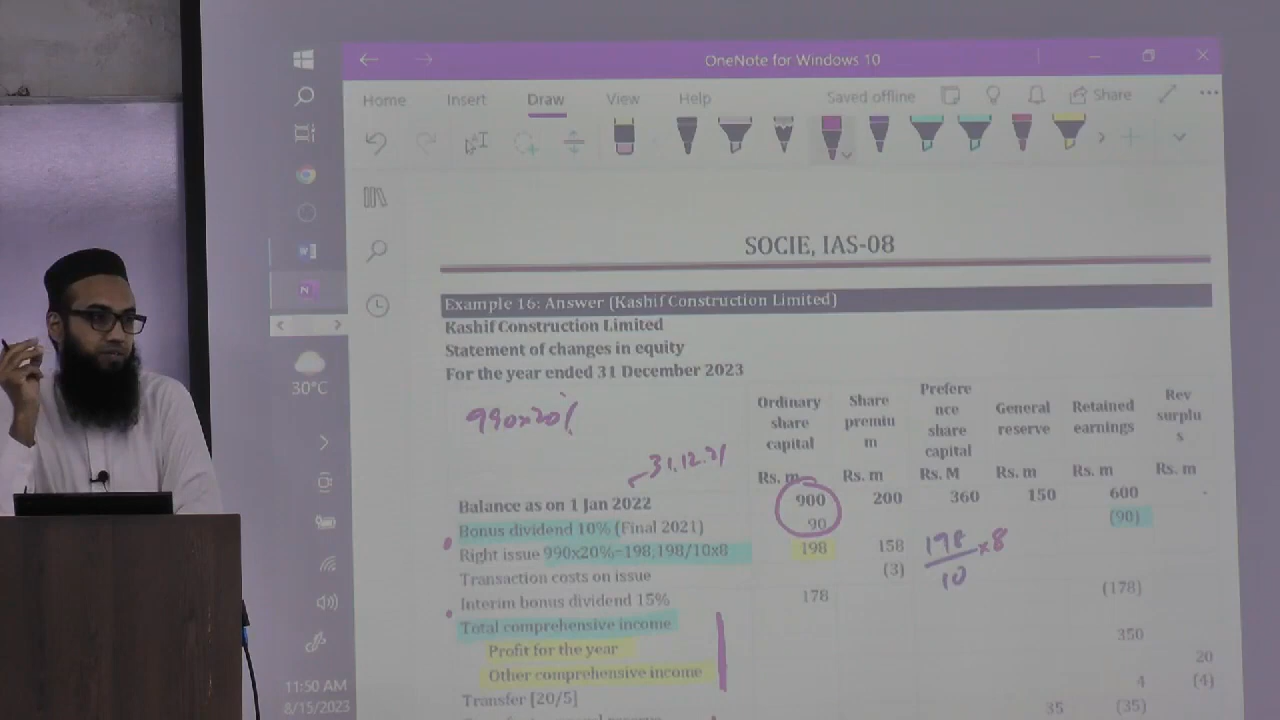 OneNote for Windows 10
Home Insert Draw View Help Saved offline Share
SOCIE, IAS-08
Example 16: Answer (Kashif Construction Limited)
Kashif Construction Limited
Statement of changes in equity
For the year ended 31 December 2023
990x20%
31.12.21
Ordinary share capital Share premiu m Prefere nce share capital General reserve Retained earnings Rev surplu s
Rs. m Rs. m Rs. M Rs. m Rs. m Rs. m
Balance as on 1 Jan 2022 900 200 360 150 600
Bonus dividend 10% (Final 2021) 90 (90)
Right issue 990x20%=198,198/10x8 198 158
198/10 x8
Transaction costs on issue (3)
Interim bonus dividend 15% 178 (178)
Total comprehensive income
Profit for the year 350
Other comprehensive income 20
Transfer [20/5] 4 (4)
35 (35)
30°C
11:50 AM
8/15/2023